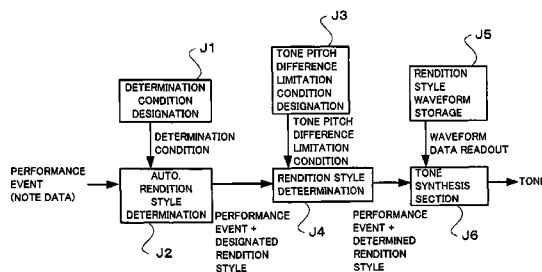 J1
J3
J5
DETERMINATION
CONDITION
DESIGNATION
TONE PITCH
DIFFERENCE
LIMITATION
CONDITION
DESIGNATION
RENDITION
STYLE
WAVEFORM
STORAGE
DETERMINATION
CONDITION
TONE PITCH
DIFFERENCE
LIMITATION
CONDITION
WAVEFORM
DATA READOUT
PERFORMANCE
EVENT
(NOTE DATA)
AUTO.
RENDITION
STYLE
DETERMINATION
RENDITION STYLE
DETERMINATION
TONE
SYNTHESIS
SECTION
TONE
J2
PERFORMANCE
EVENT +
DESIGNATED
RENDITION
STYLE
J4
PERFORMANCE
EVENT +
DETERMINED
RENDITION
STYLE
J6